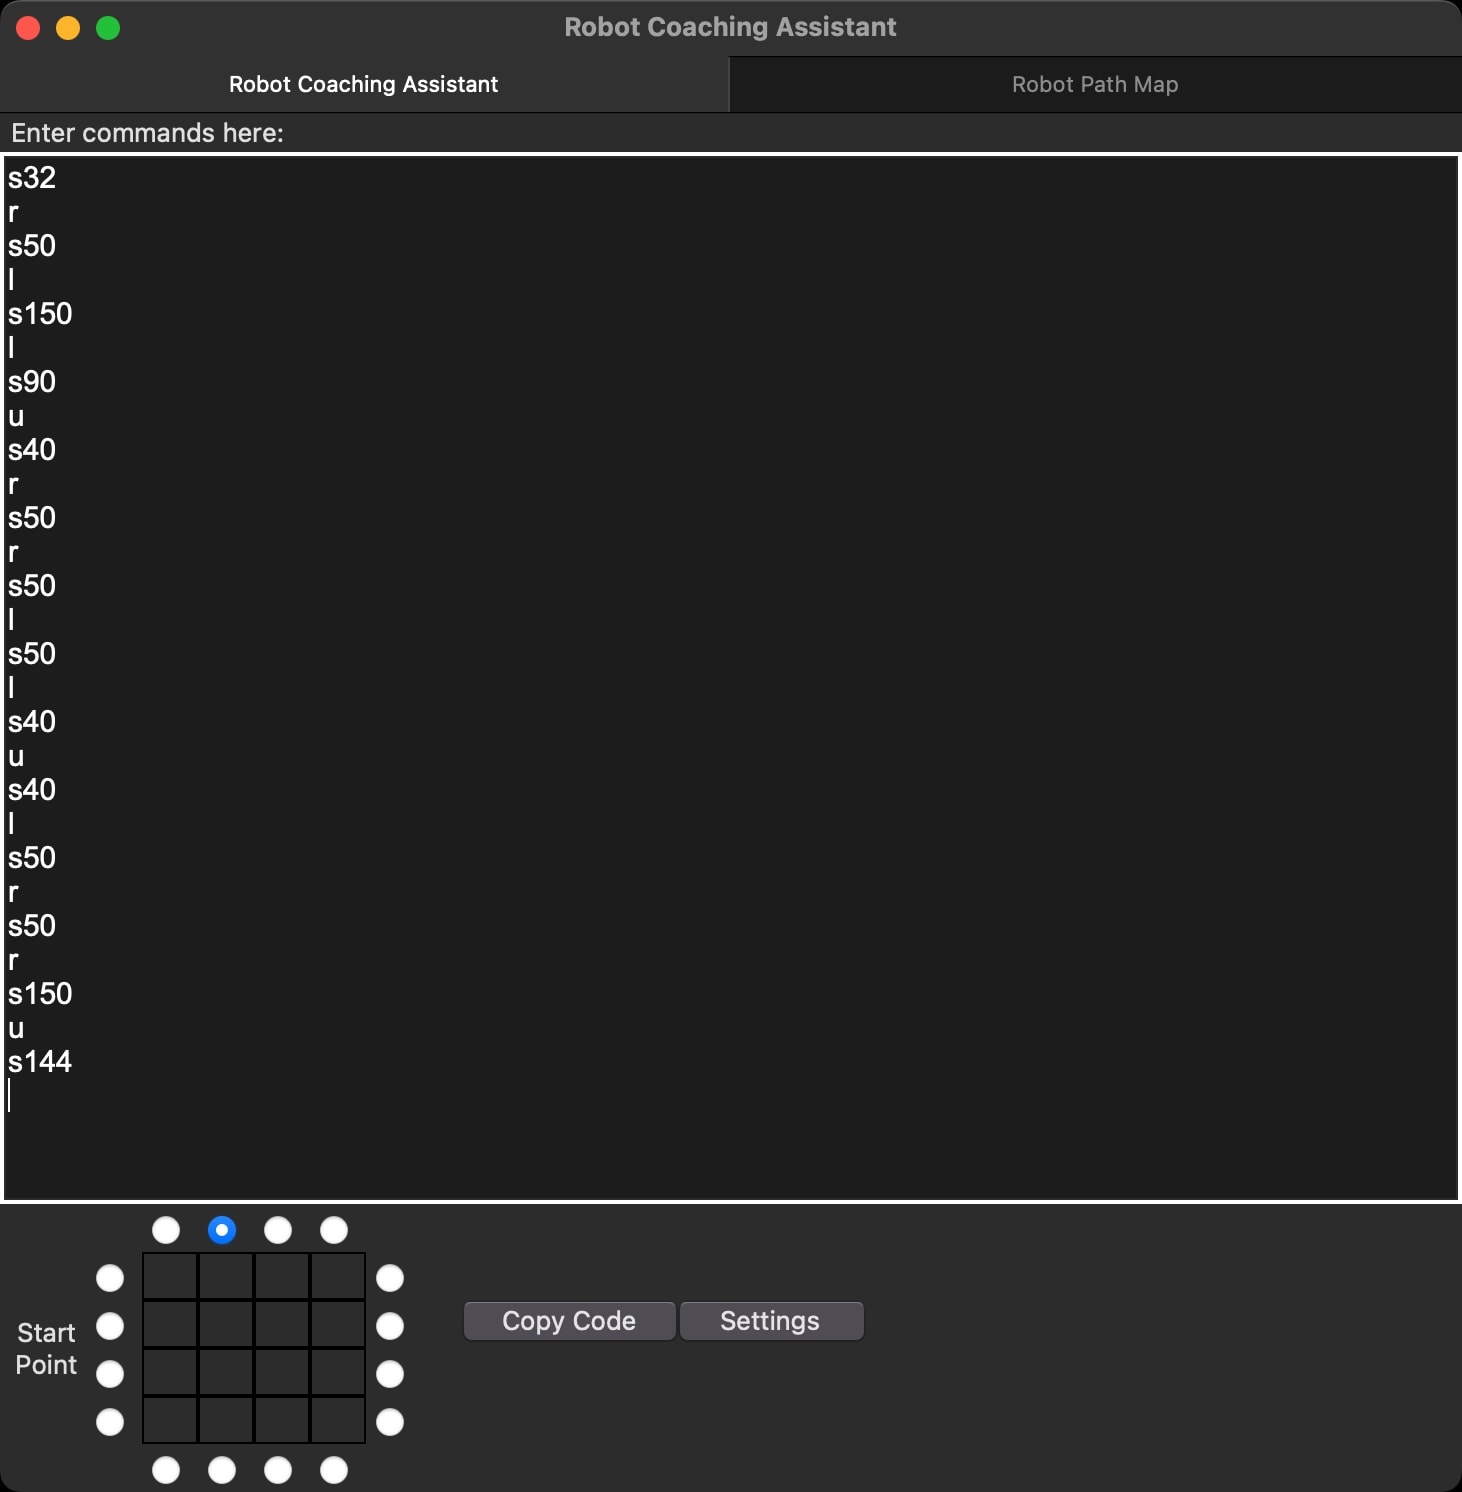 Robot Coaching Assistant
Robot Coaching Assistant
Robot Path Map
Enter commands here:
s32
r
s50
l
s150
l
s90
u
s40
r
s50
r
s50
l
s50
l
s40
u
s40
l
s50
r
s50
r
s150
u
s144
Start
Point
Copy Code
Settings